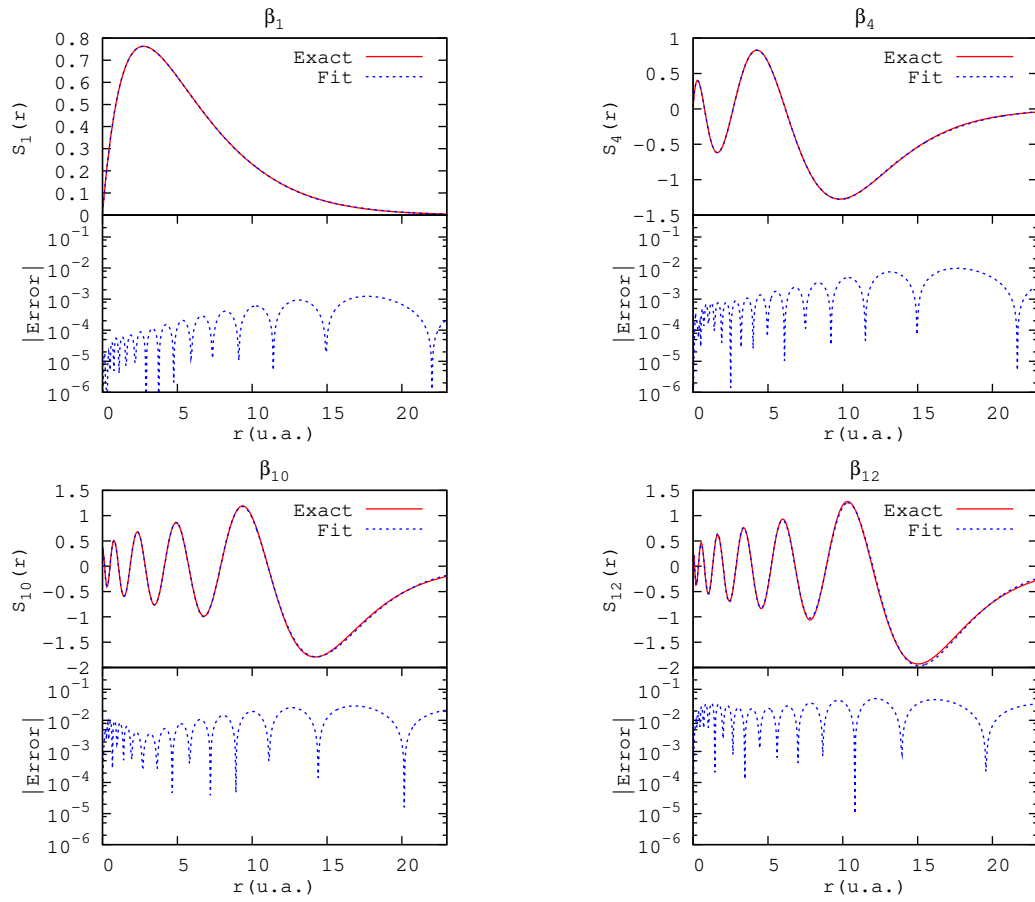 β1
0.8
0.7
0.6
0.5
0.4
0.3
0.2
0.1
0
S1(r)
Exact
Fit
10^-1
10^-2
10^-3
10^-4
10^-5
10^-6
|Error|
0 5 10 15 20
r(u.a.)
β4
1
0.5
0
-0.5
-1
-1.5
S4(r)
Exact
Fit
10^-1
10^-2
10^-3
10^-4
10^-5
10^-6
|Error|
0 5 10 15 20
r(u.a.)
β10
1.5
1
0.5
0
-0.5
-1
-1.5
-2
S10(r)
Exact
Fit
10^-1
10^-2
10^-3
10^-4
10^-5
10^-6
|Error|
0 5 10 15 20
r(u.a.)
β12
1.5
1
0.5
0
-0.5
-1
-1.5
-2
S12(r)
Exact
Fit
10^-1
10^-2
10^-3
10^-4
10^-5
10^-6
|Error|
0 5 10 15 20
r(u.a.)